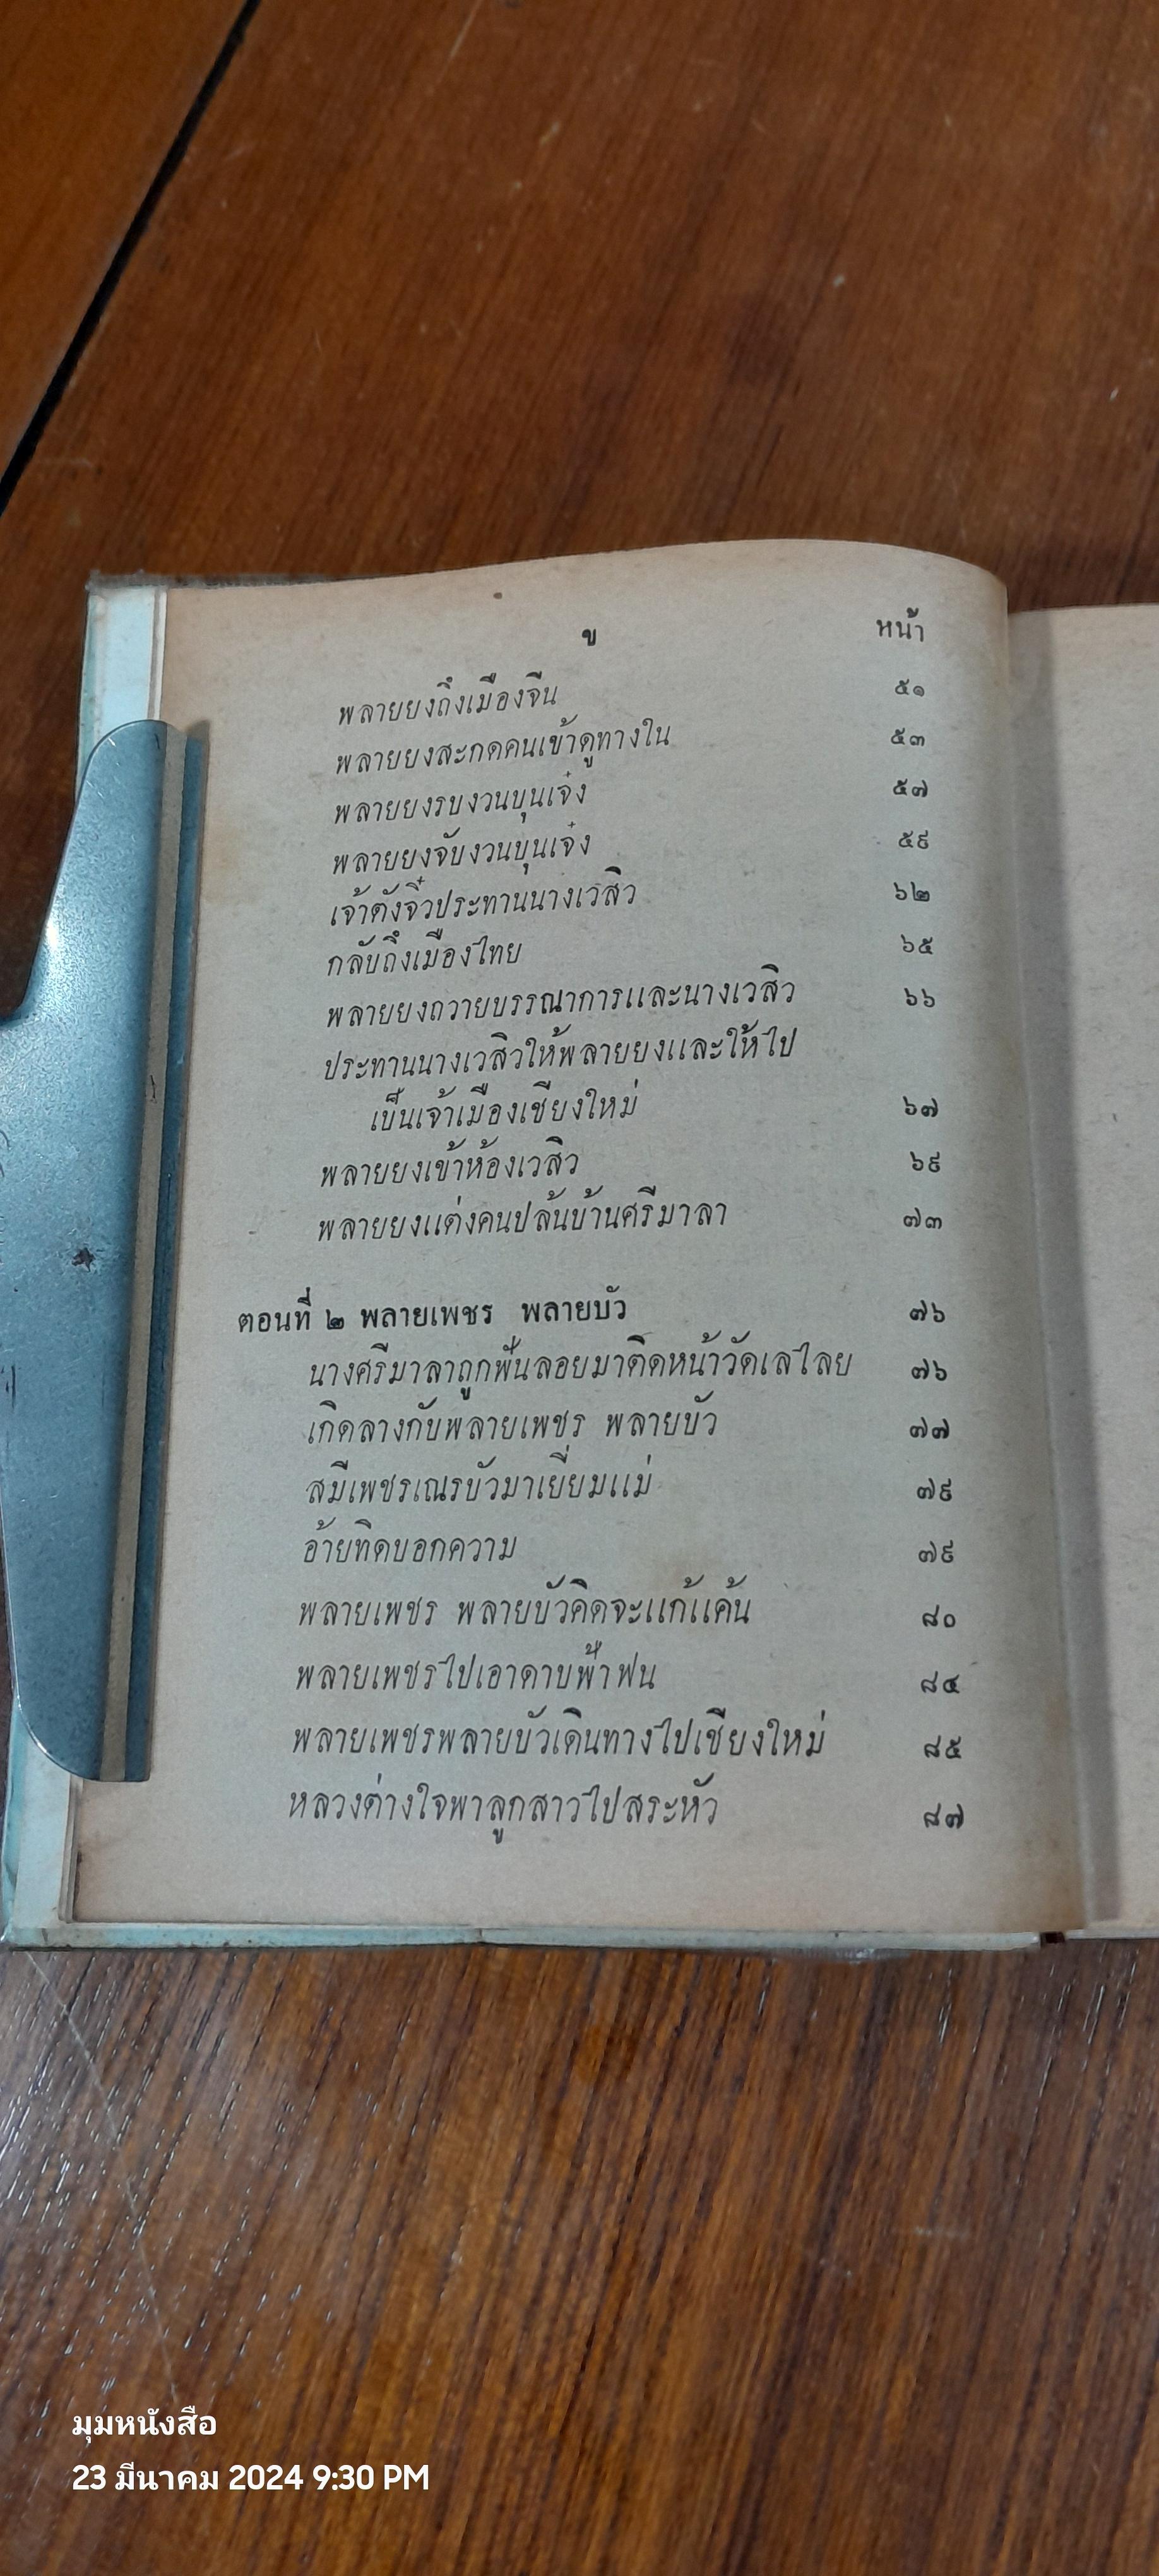 ข
หน้า
พลายยงถึงเมืองจีน ๕๑
พลายยงสะกดคนเข้าดูทางใน ๕๓
พลายยงรบงวนบุนเจ๋ง ๕๗
พลายยงจับงวนบุนเจ๋ง ๕๙
เจ้าตังจิ๋วประทานนางเวสิว ๖๒
กลับถึงเมืองไทย ๖๕
พลายยงถวายบรรณาการและนางเวสิว ๖๖
ประทานนางเวสิวให้พลายยงและให้ไป
เป็นเจ้าเมืองเชียงใหม่ ๖๗
พลายยงเข้าห้องเวสิว ๖๙
พลายยงแต่งคนปล้นบ้านศรีมาลา ๗๓
ตอนที่ ๒ พลายเพชร พลายบัว ๗๖
นางศรีมาลาถูกฟันลอยมาติดหน้าวัดเลไลย ๗๖
เกิดลางกับพลายเพชร พลายบัว ๗๗
สมีเพชรเณรบัวมาเยี่ยมแม่ ๗๙
อ้ายทิดบอกความ ๗๙
พลายเพชร พลายบัวคิดจะแก้แค้น ๘๐
พลายเพชรไปเอาดาบฟ้าฟน ๘๔
พลายเพชรพลายบัวเดินทางไปเชียงใหม่ ๘๕
หลวงต่างใจพาลูกสาวไปสระหัว ๘๗
มุมหนังสือ
23 มีนาคม 2024 9:30 PM